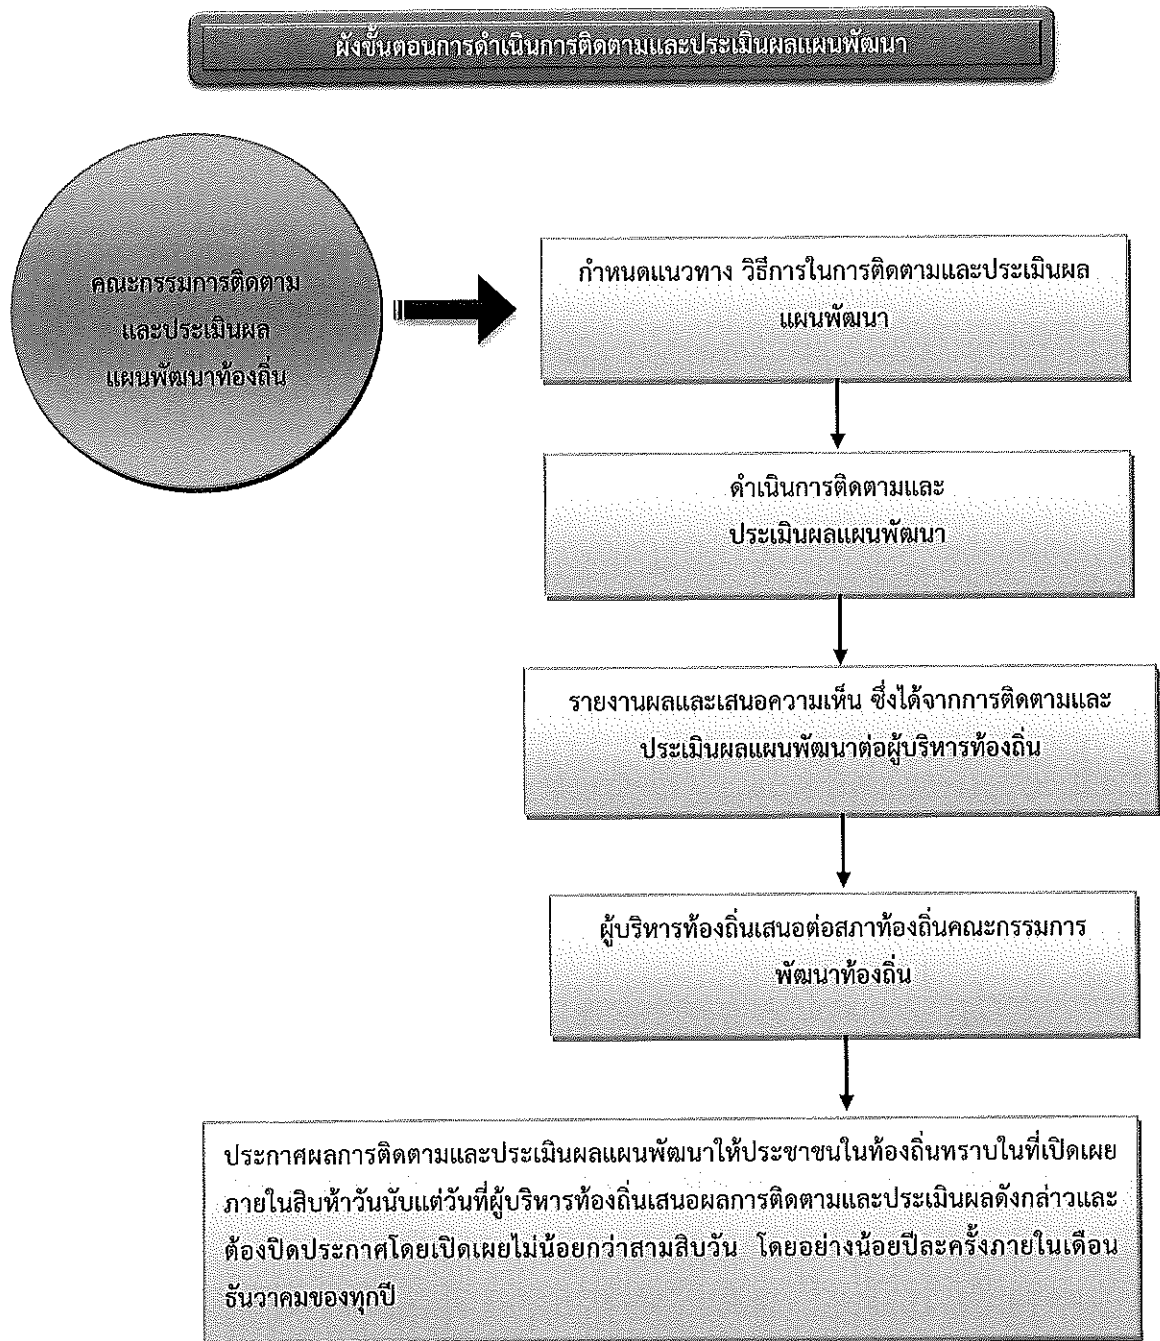 ผังขั้นตอนการดำเนินการติดตามและประเมินผลแผนพัฒนา
คณะกรรมการติดตาม
และประเมินผล
แผนพัฒนาท้องถิ่น
กำหนดแนวทาง วิธีการในการติดตามและประเมินผล
แผนพัฒนา
ดำเนินการติดตามและ
ประเมินผลแผนพัฒนา
รายงานผลและเสนอความเห็น ซึ่งได้จากการติดตามและ
ประเมินผลแผนพัฒนาต่อผู้บริหารท้องถิ่น
ผู้บริหารท้องถิ่นเสนอต่อสภาท้องถิ่นคณะกรรมการ
พัฒนาท้องถิ่น
ประกาศผลการติดตามและประเมินผลแผนพัฒนาให้ประชาชนในท้องถิ่นทราบในที่เปิดเผย
ภายในสิบห้าวันนับแต่วันที่ผู้บริหารท้องถิ่นเสนอผลการติดตามและประเมินผลดังกล่าวและ
ต้องปิดประกาศโดยเปิดเผยไม่น้อยกว่าสามสิบวัน โดยอย่างน้อยปีละครั้งภายในเดือน
ธันวาคมของทุกปี